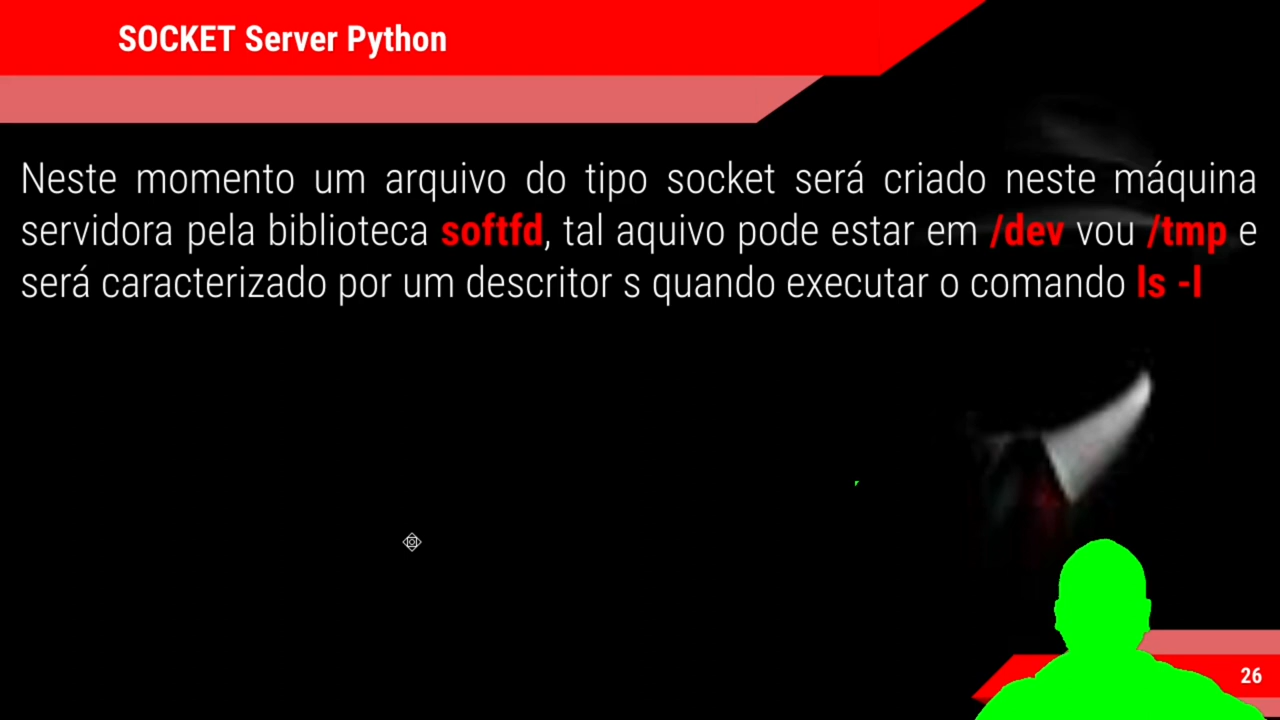 SOCKET Server Python
Neste momento um arquivo do tipo socket será criado neste máquina
servidora pela biblioteca softfd, tal aquivo pode estar em /dev vou /tmp e
será caracterizado por um descritor s quando executar o comando ls -l
26